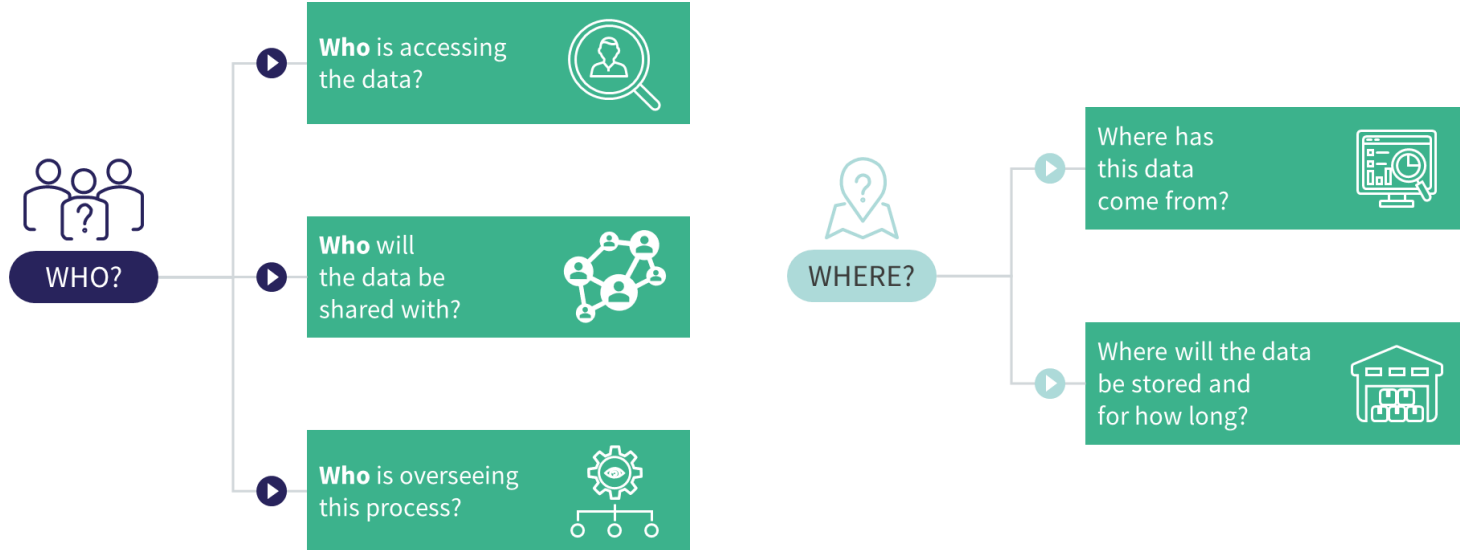 WHO?
Who is accessing
the data?
Who will
the data be
shared with?
Who is overseeing
this process?
WHERE?
Where has
this data
come from?
Where will the data
be stored and
for how long?